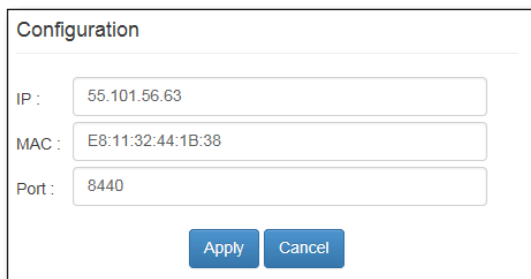 Configuration
IP : 55.101.56.63
MAC : E8:11:32:44:1B:38
Port : 8440
Apply Cancel